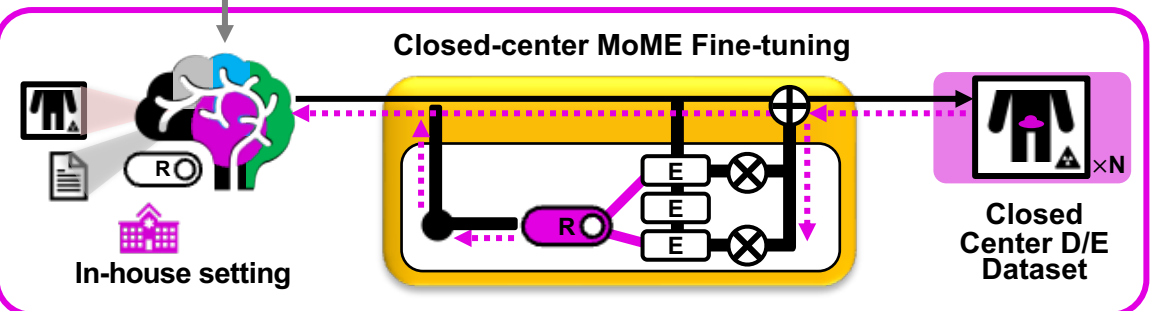 Closed-center MoME Fine-tuning
R
In-house setting
R
E
E
E
×N
Closed
Center D/E
Dataset